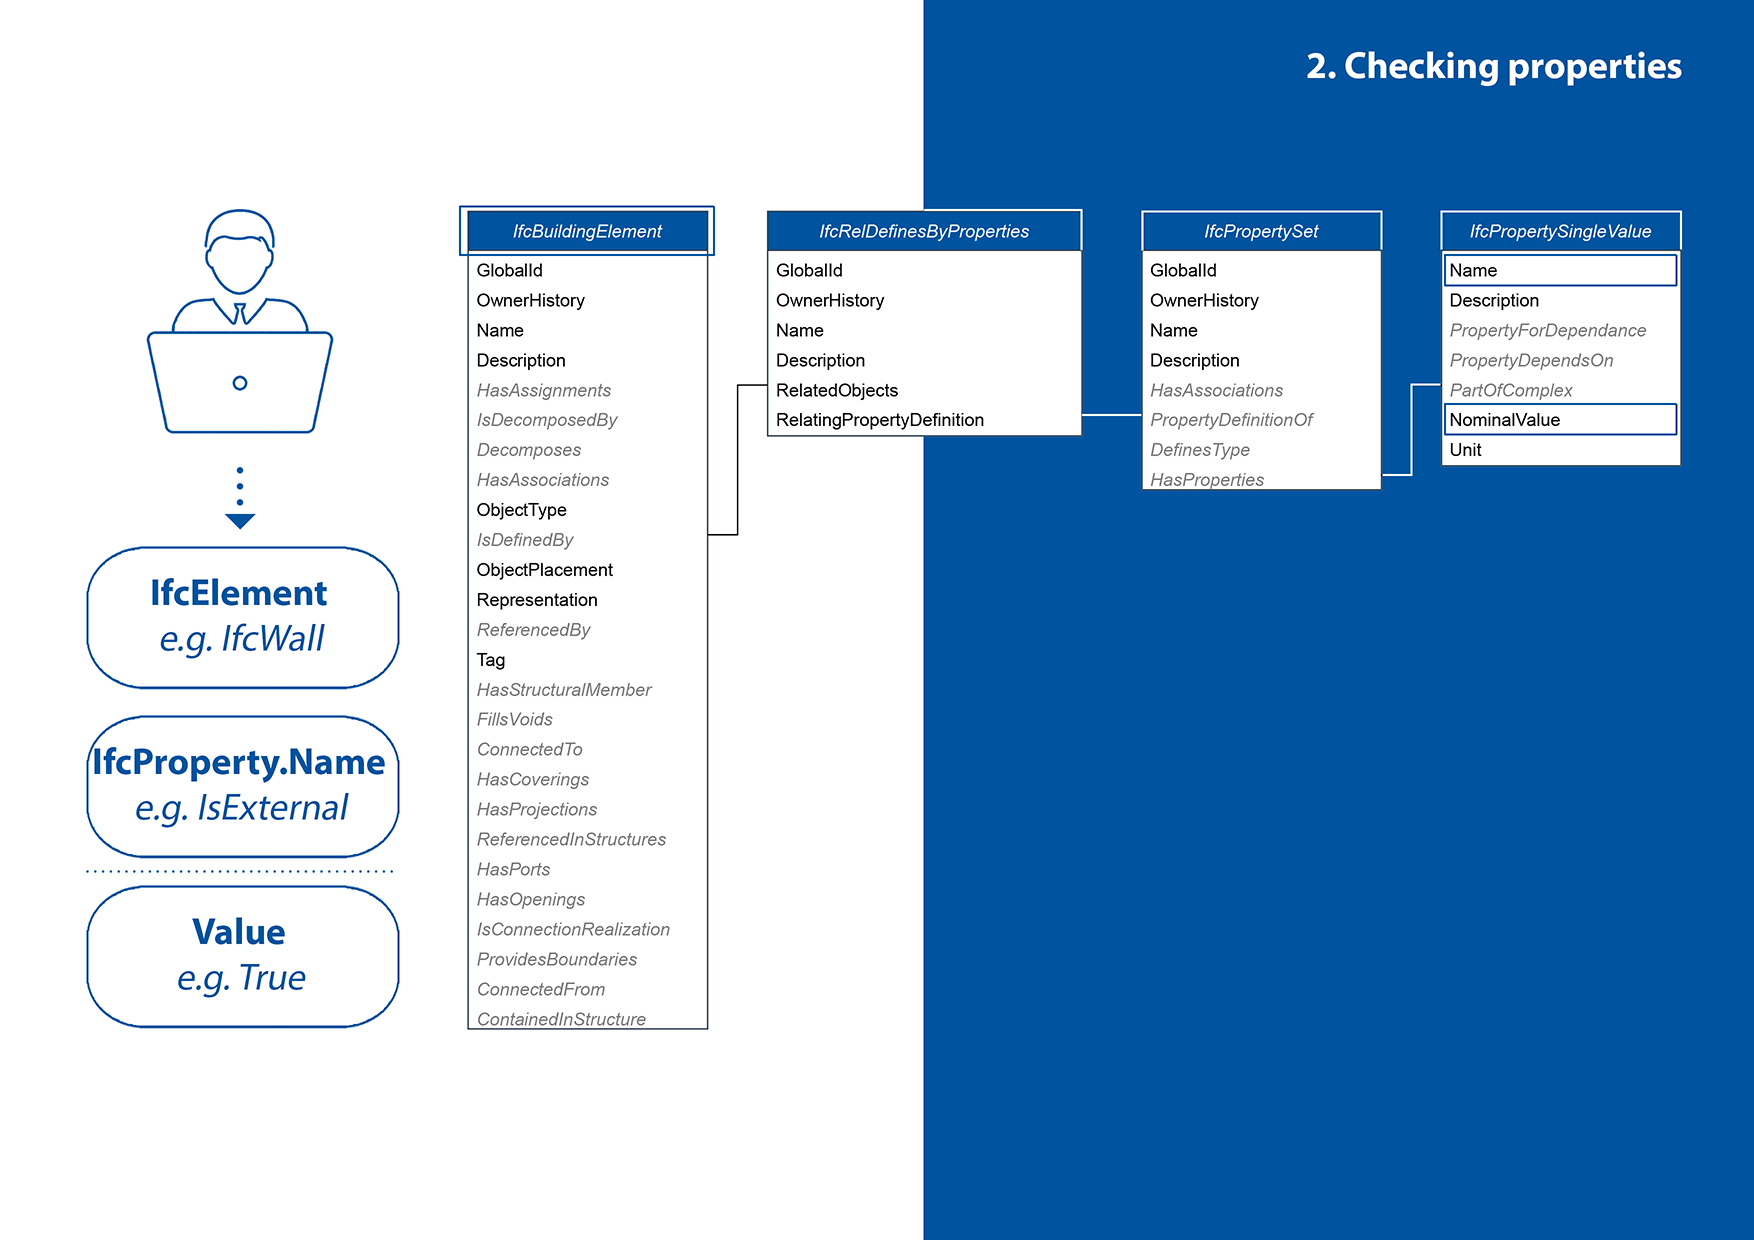 2. Checking properties
IfcElement
e.g. IfcWall
IfcProperty.Name
e.g. IsExternal
Value
e.g. True
IfcBuildingElement
GlobalId
OwnerHistory
Name
Description
HasAssignments
IsDecomposedBy
Decomposes
HasAssociations
ObjectType
IsDefinedBy
ObjectPlacement
Representation
ReferencedBy
Tag
HasStructuralMember
FillsVoids
ConnectedTo
HasCoverings
HasProjections
ReferencedInStructures
HasPorts
HasOpenings
IsConnectionRealization
ProvidesBoundaries
ConnectedFrom
ContainedInStructure
IfcRelDefinesByProperties
GlobalId
OwnerHistory
Name
Description
RelatedObjects
RelatingPropertyDefinition
IfcPropertySet
GlobalId
OwnerHistory
Name
Description
HasAssociations
PropertyDefinitionOf
DefinesType
HasProperties
IfcPropertySingleValue
Name
Description
PropertyForDependance
PropertyDependsOn
PartOfComplex
NominalValue
Unit